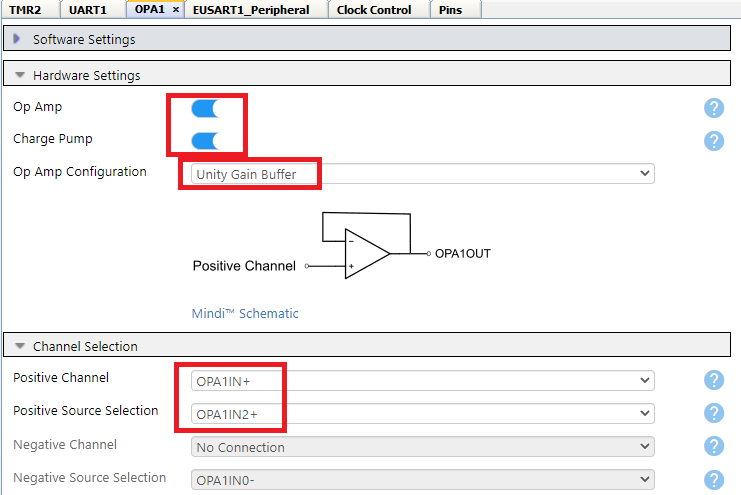 TMR2 UART1 OPA1 × EUSART1_Peripheral Clock Control Pins
Software Settings
Hardware Settings
Op Amp ?
Charge Pump ?
Op Amp Configuration Unity Gain Buffer
Positive Channel − + OPA1OUT
Mindi™ Schematic
Channel Selection
Positive Channel OPA1IN+ ?
Positive Source Selection OPA1IN2+ ?
Negative Channel No Connection ?
Negative Source Selection OPA1IN0- ?